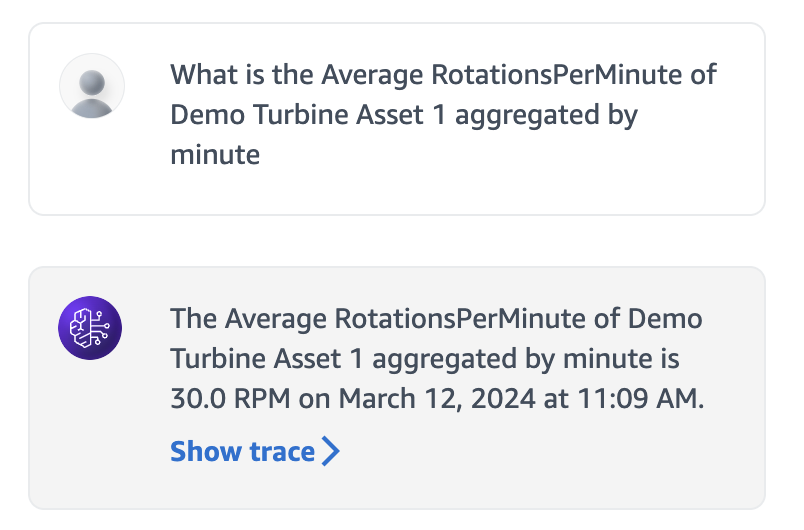 What is the Average RotationsPerMinute of
Demo Turbine Asset 1 aggregated by
minute
The Average RotationsPerMinute of Demo
Turbine Asset 1 aggregated by minute is
30.0 RPM on March 12, 2024 at 11:09 AM.
Show trace